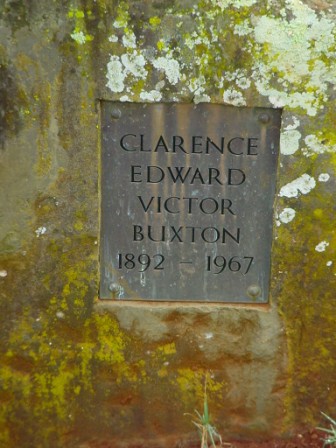 CLARENCE
EDWARD
VICTOR
BUXTON
1892 – 1967